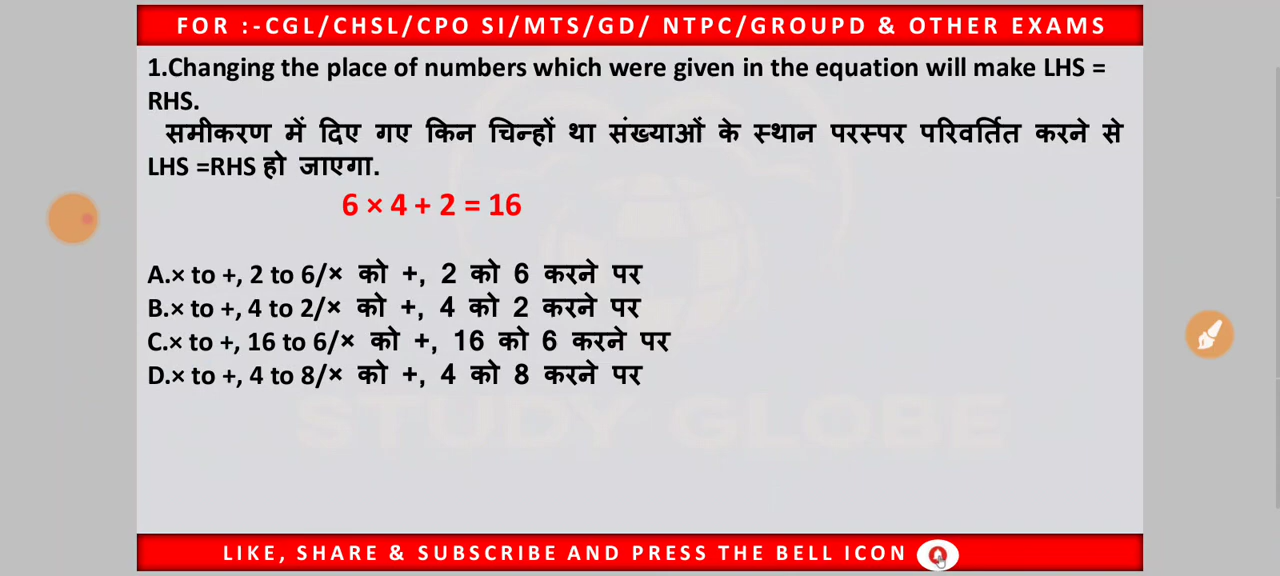 FOR :-CGL/CHSL/CPO SI/MTS/GD/ NTPC/GROUPD & OTHER EXAMS
1.Changing the place of numbers which were given in the equation will make LHS =
RHS.
समीकरण में दिए गए किन चिन्हों था संख्याओं के स्थान परस्पर परिवर्तित करने से
LHS =RHS हो जाएगा.
6 × 4 + 2 = 16
A.× to +, 2 to 6/× को +, 2 को 6 करने पर
B.× to +, 4 to 2/× को +, 4 को 2 करने पर
C.× to +, 16 to 6/× को +, 16 को 6 करने पर
D.× to +, 4 to 8/× को +, 4 को 8 करने पर
STUDY GLOBE
LIKE, SHARE & SUBSCRIBE AND PRESS THE BELL ICON